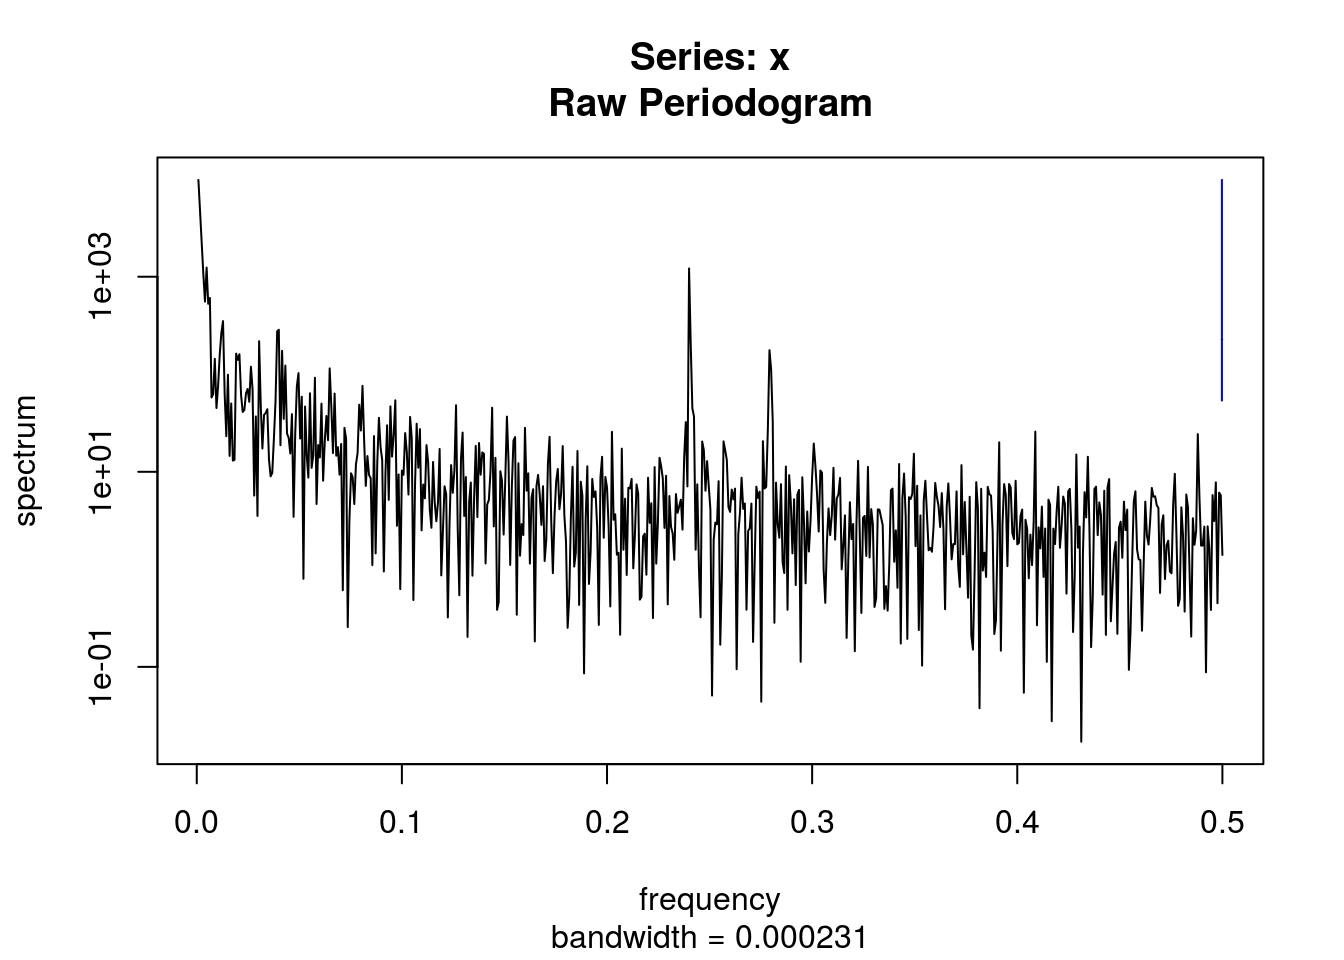 Series: x
Raw Periodogram
spectrum
1e+03
1e+01
1e-01
0.0 0.1 0.2 0.3 0.4 0.5
frequency
bandwidth = 0.000231